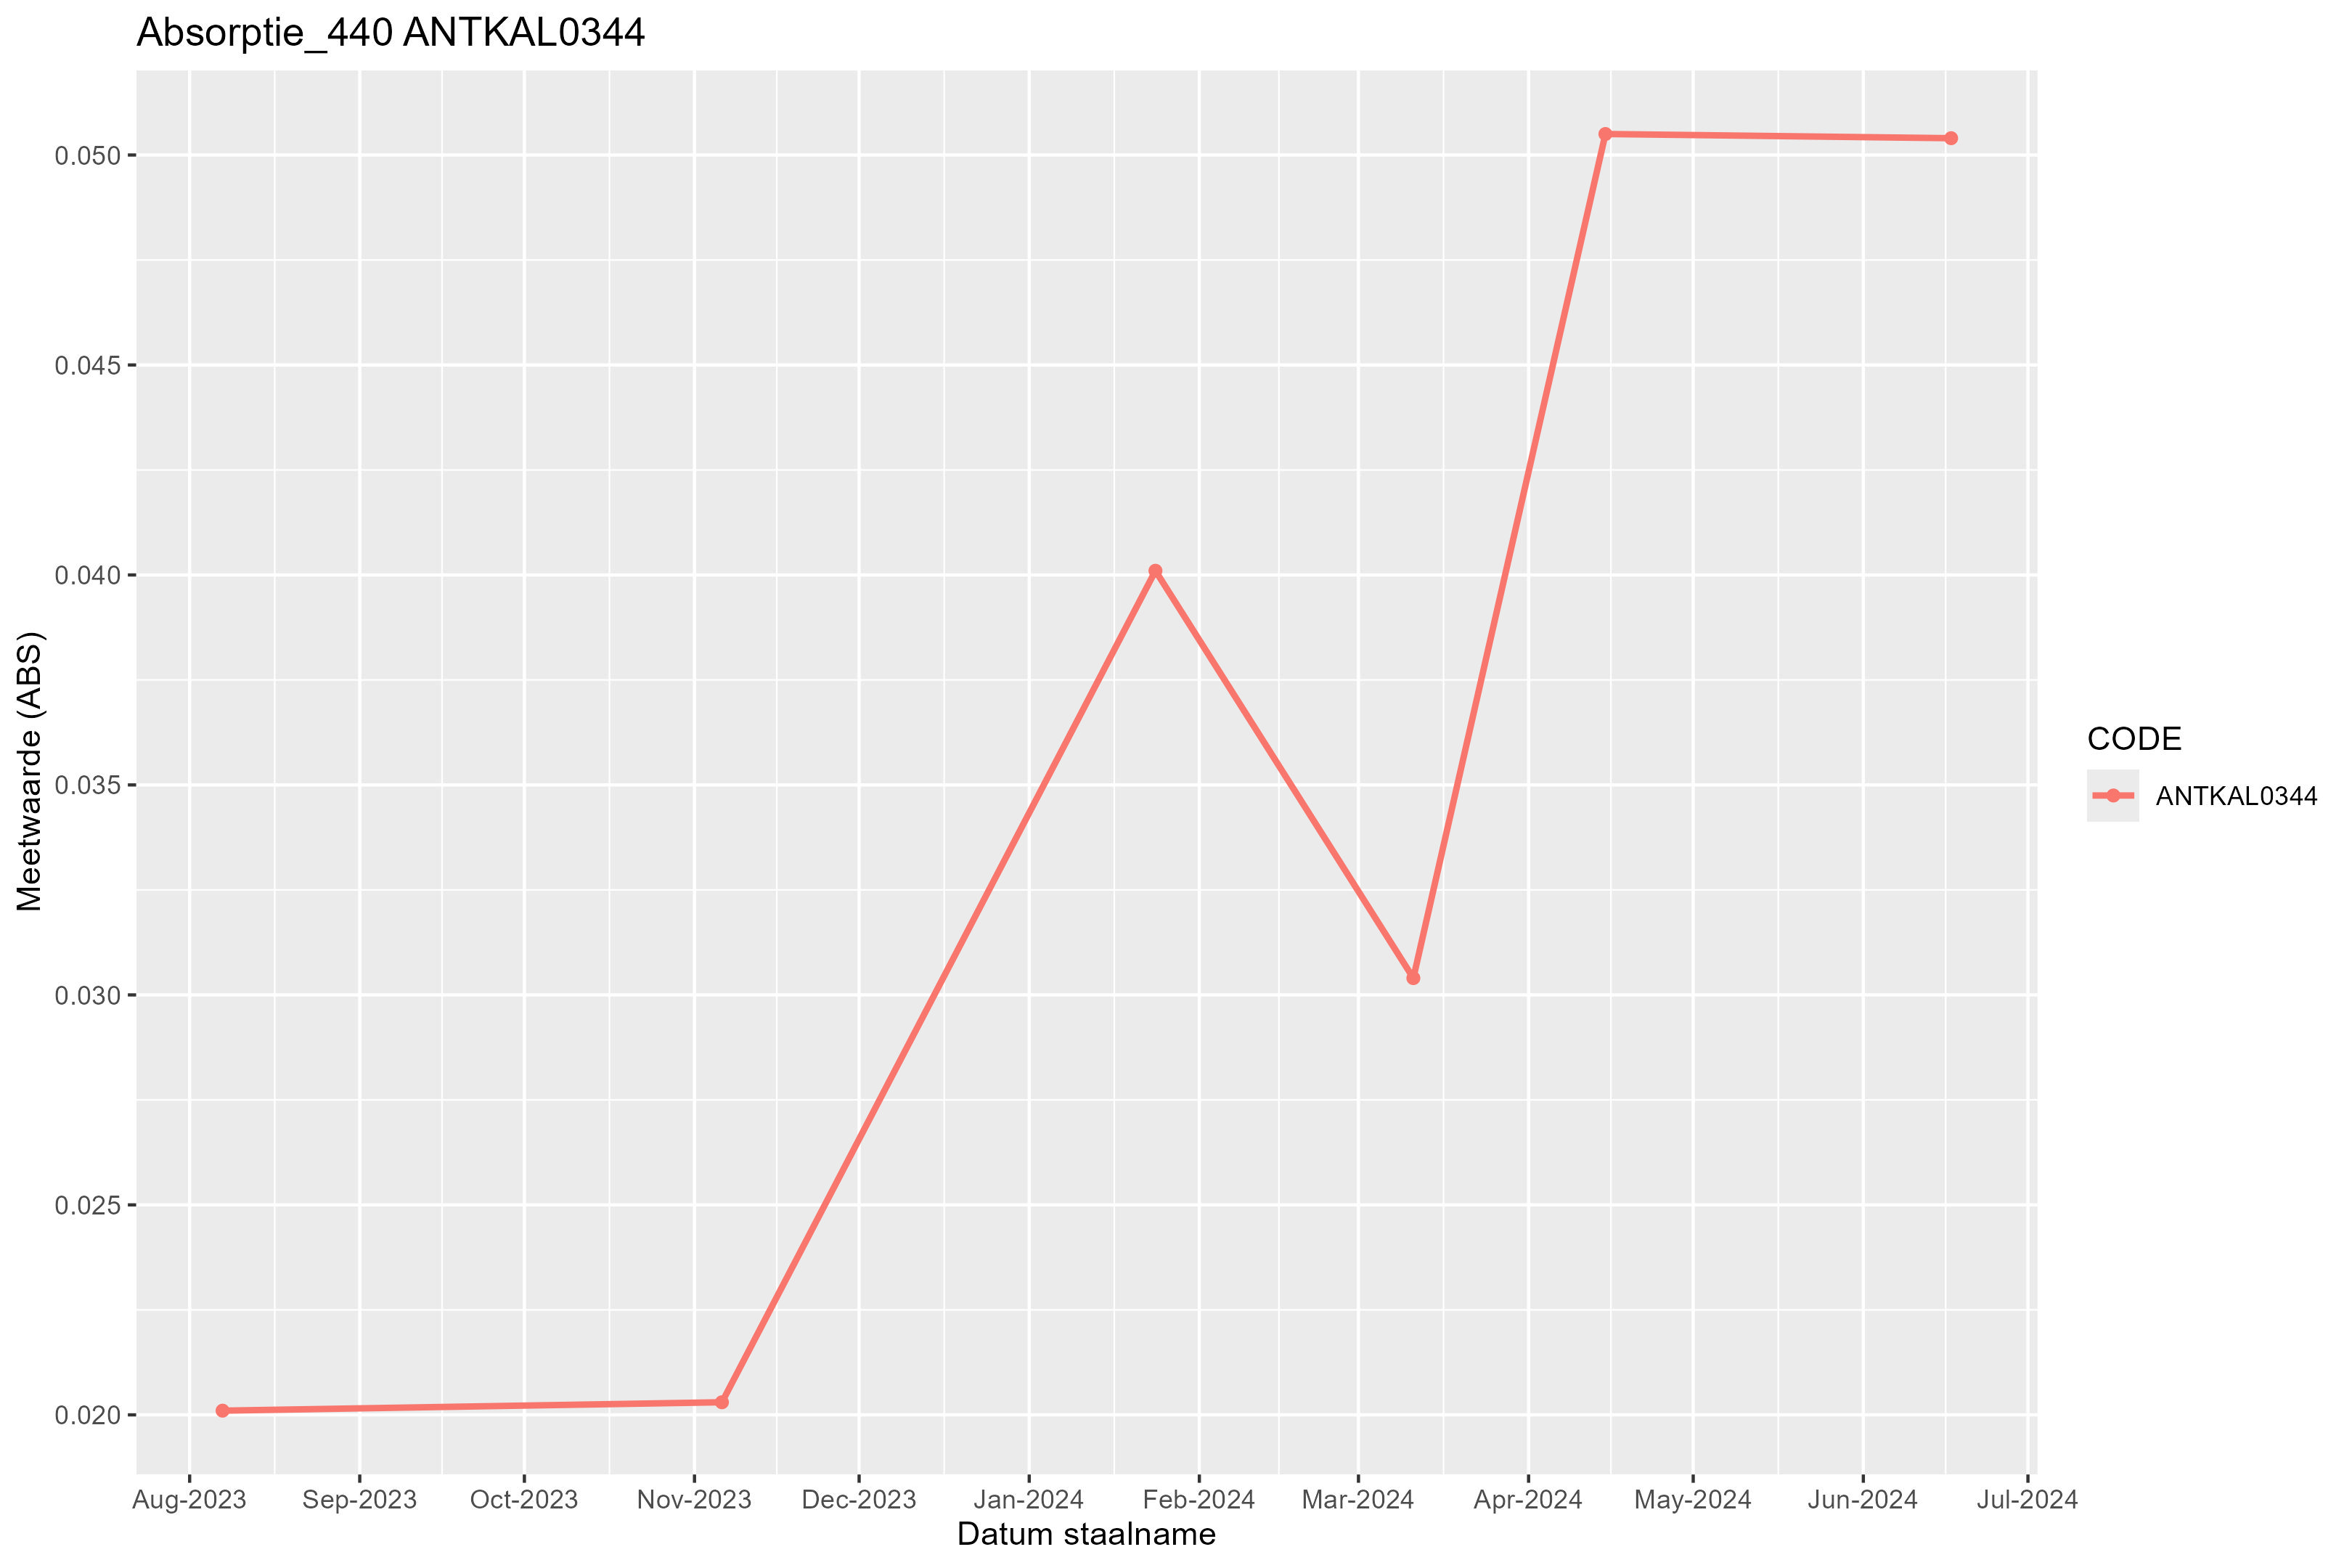 Absorptie_440 ANTKAL0344
Meetwaarde (ABS)
0.050
0.045
0.040
0.035
0.030
0.025
0.020
Aug-2023 Sep-2023 Oct-2023 Nov-2023 Dec-2023 Jan-2024 Feb-2024 Mar-2024 Apr-2024 May-2024 Jun-2024 Jul-2024
Datum staalname
CODE
ANTKAL0344